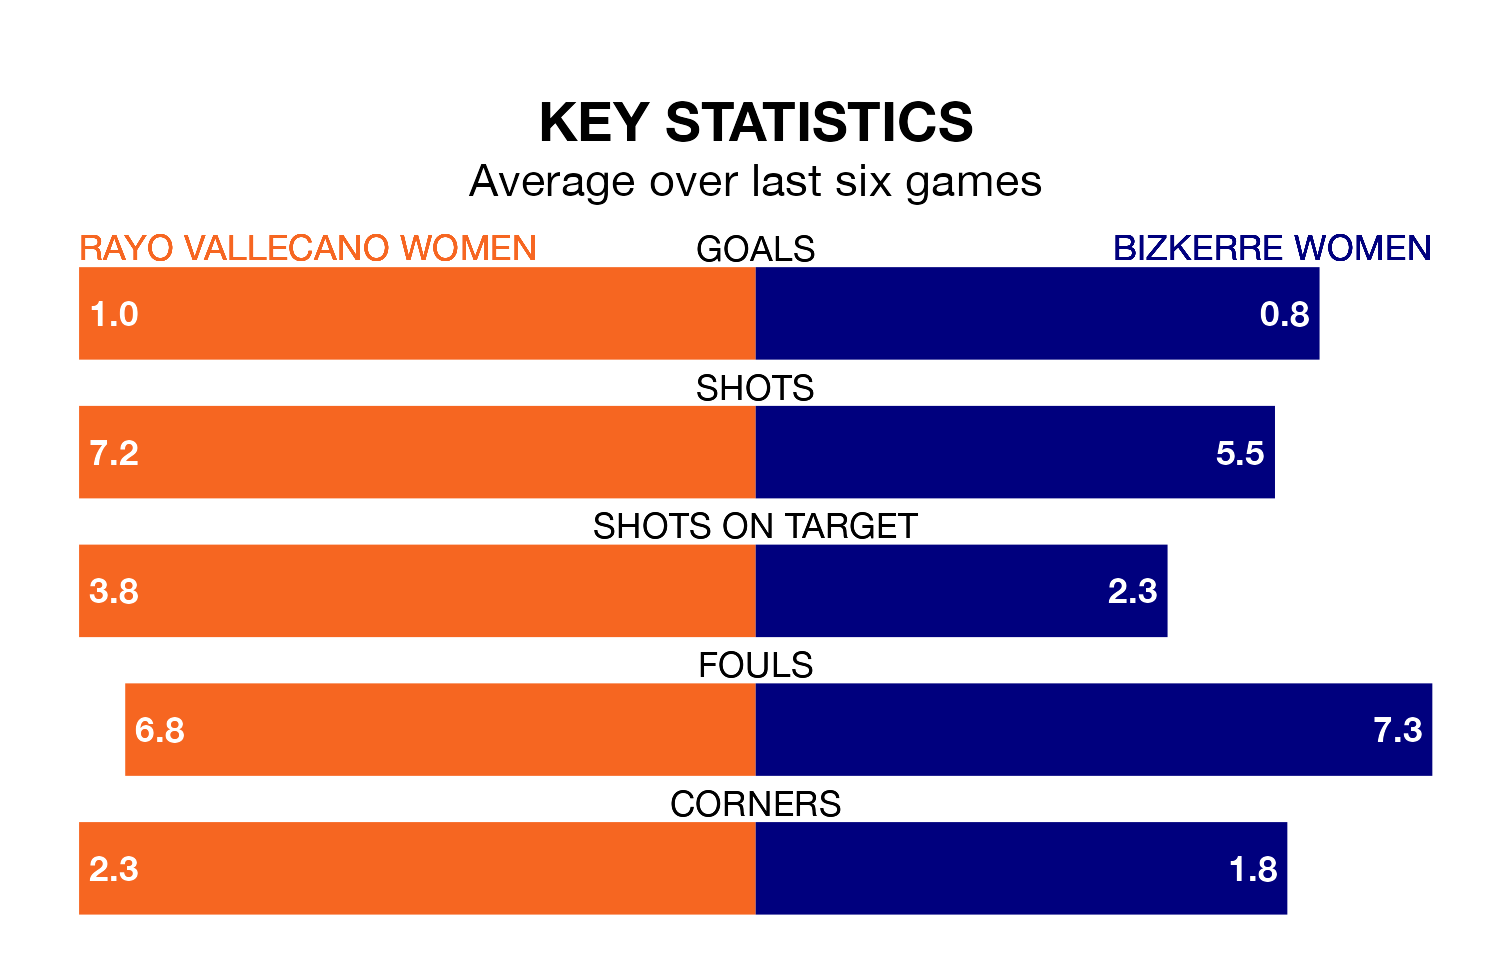 KEY STATISTICS
Average over last six games
RAYO VALLECANO WOMEN GOALS BIZKERRE WOMEN
1.0 0.8
SHOTS
7.2 5.5
SHOTS ON TARGET
3.8 2.3
FOULS
6.8 7.3
CORNERS
2.3 1.8